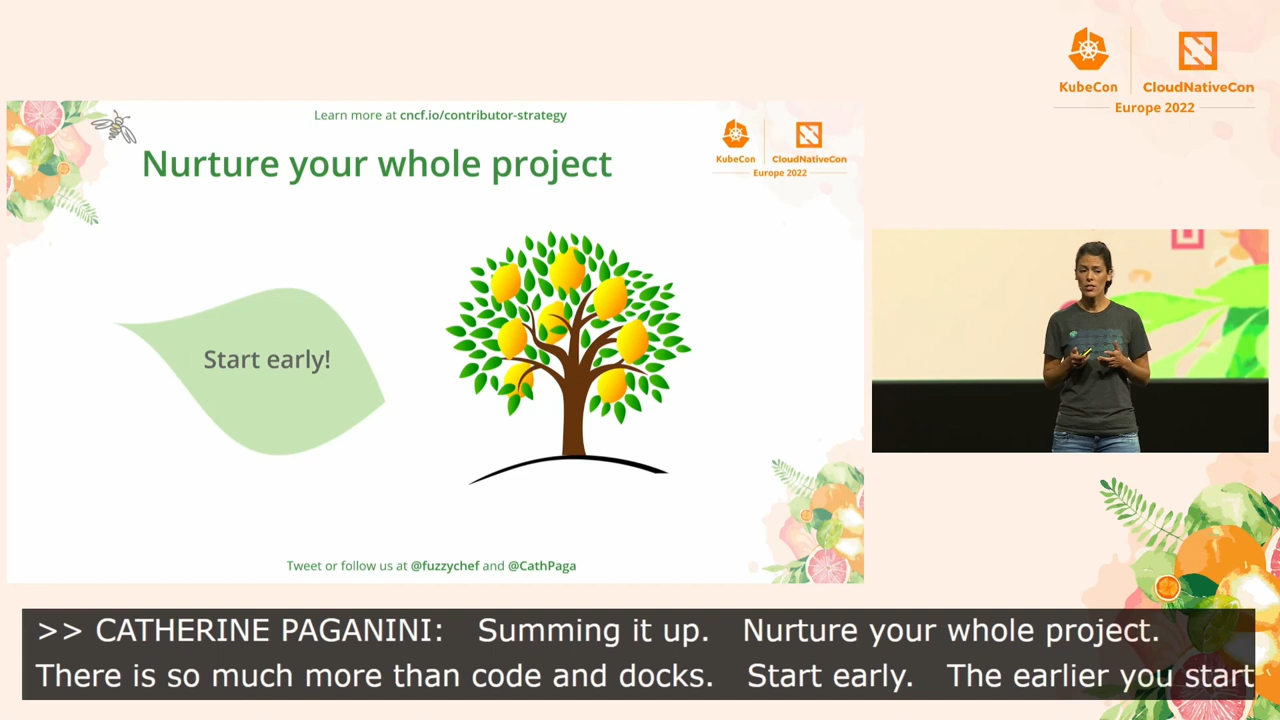 KubeCon
CloudNativeCon
Europe 2022
Learn more at cncf.io/contributor-strategy
Nurture your whole project
KubeCon
CloudNativeCon
Europe 2022
Start early!
Tweet or follow us at @fuzzychef and @CathPaga
>> CATHERINE PAGANINI: Summing it up. Nurture your whole project.
There is so much more than code and docks. Start early. The earlier you start